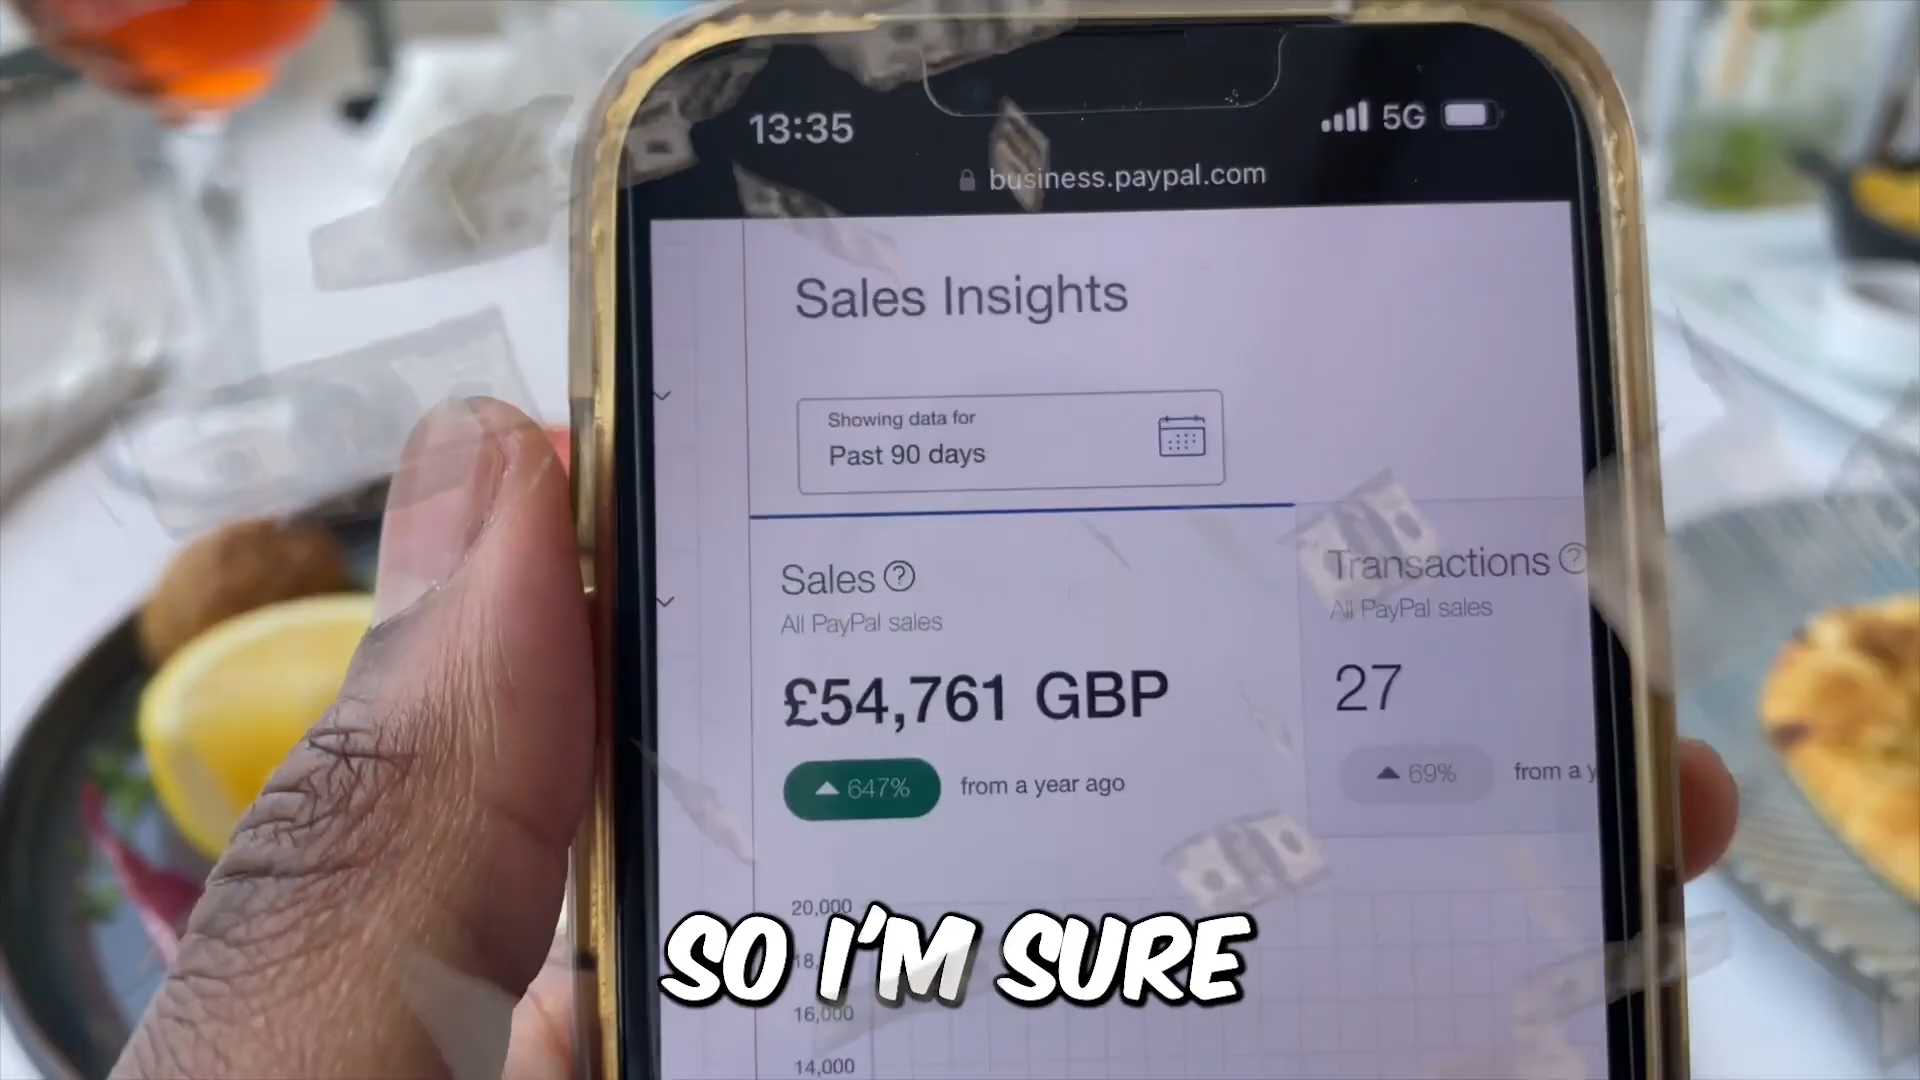 13:35
5G
business.paypal.com
Sales Insights
Showing data for
Past 90 days
Sales ?
All PayPal sales
£54,761 GBP
647% from a year ago
Transactions ?
All PayPal sales
27
69% from a y
20,000
18,
16,000
14,000
SO I'M SURE